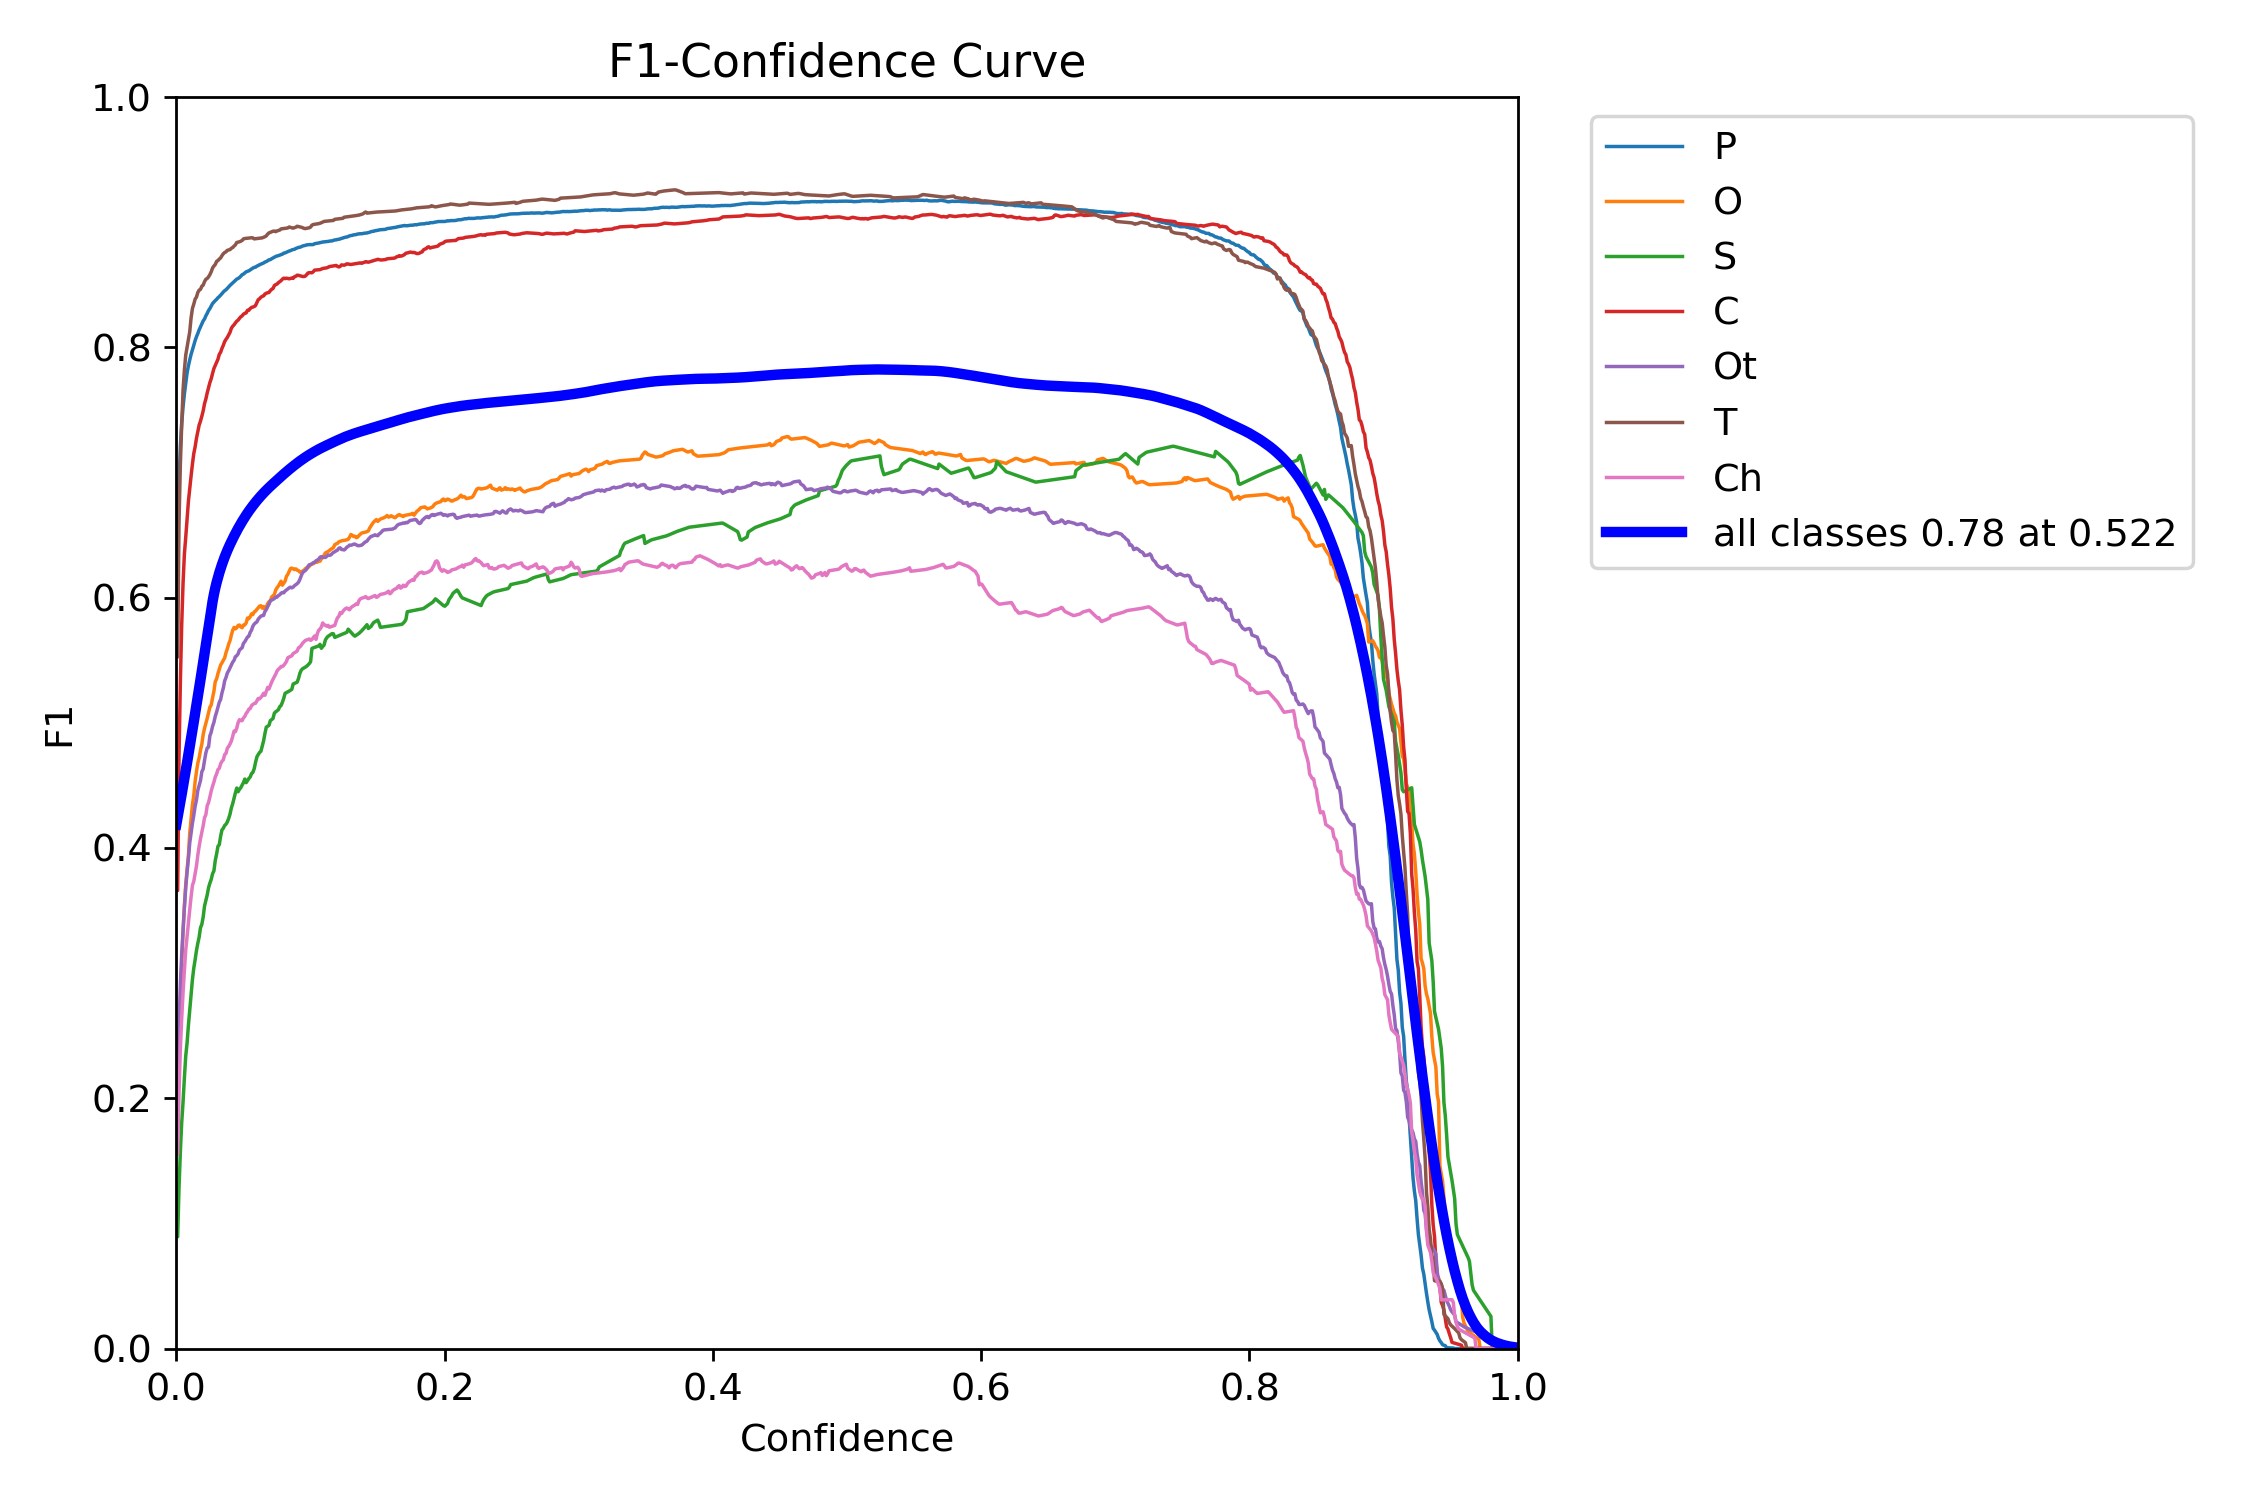 F1-Confidence Curve
1.0
0.8
0.6
0.4
0.2
0.0
F1
0.0 0.2 0.4 0.6 0.8 1.0
Confidence
P
O
S
C
Ot
T
Ch
all classes 0.78 at 0.522